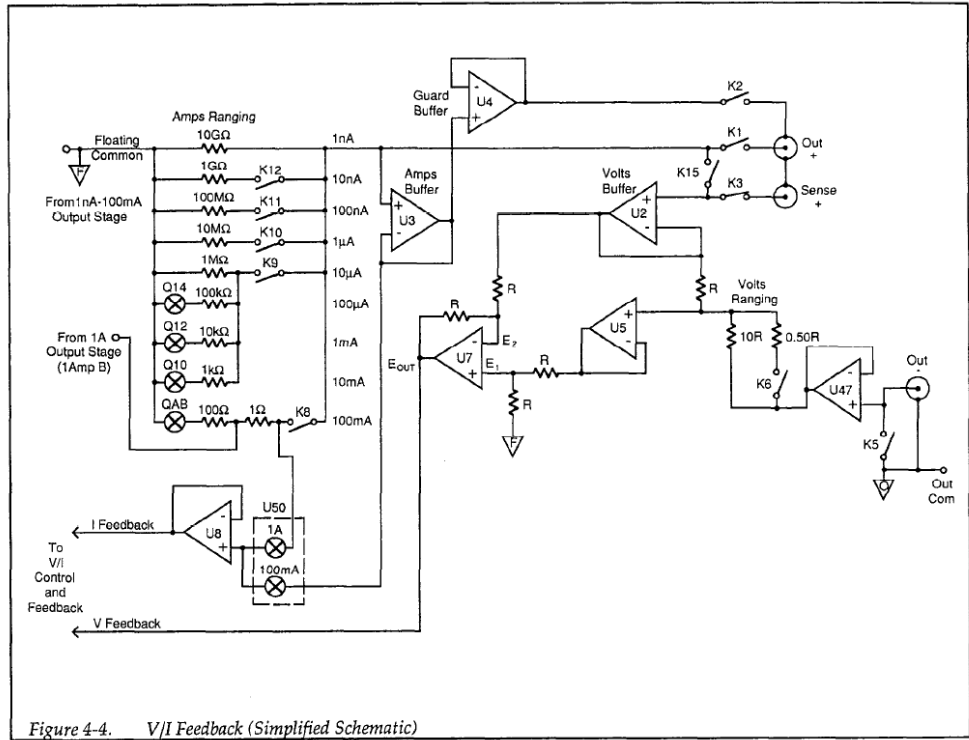 K2
U4
-
+
Guard
Buffer
Amps Ranging
Floating
Common
10GΩ
1nA
K1
Out
+
F
1GΩ
K12
10nA
K15
From1nA-100mA
Output Stage
100MΩ
K11
100nA
Amps
Buffer
U3
+
-
Volts
Buffer
U2
+
-
K3
Sense
+
10MΩ
K10
1µA
1MΩ
K9
10µA
Q14
100kΩ
100µA
R
R
Volts
Ranging
From 1A
Output Stage
(1Amp B)
Q12
10kΩ
1mA
R
U5
+
-
10R
0.50R
Q10
1kΩ
10mA
EOUT
U7
-
+
E2
E1
R
R
K6
U47
-
+
Out
-
QAB
100Ω
1Ω
K8
100mA
F
K5
O
Out
Com
U50
I Feedback
U8
-
+
1A
100mA
To
V/I
Control
and
Feedback
V Feedback
Figure 4-4. V/I Feedback (Simplified Schematic)